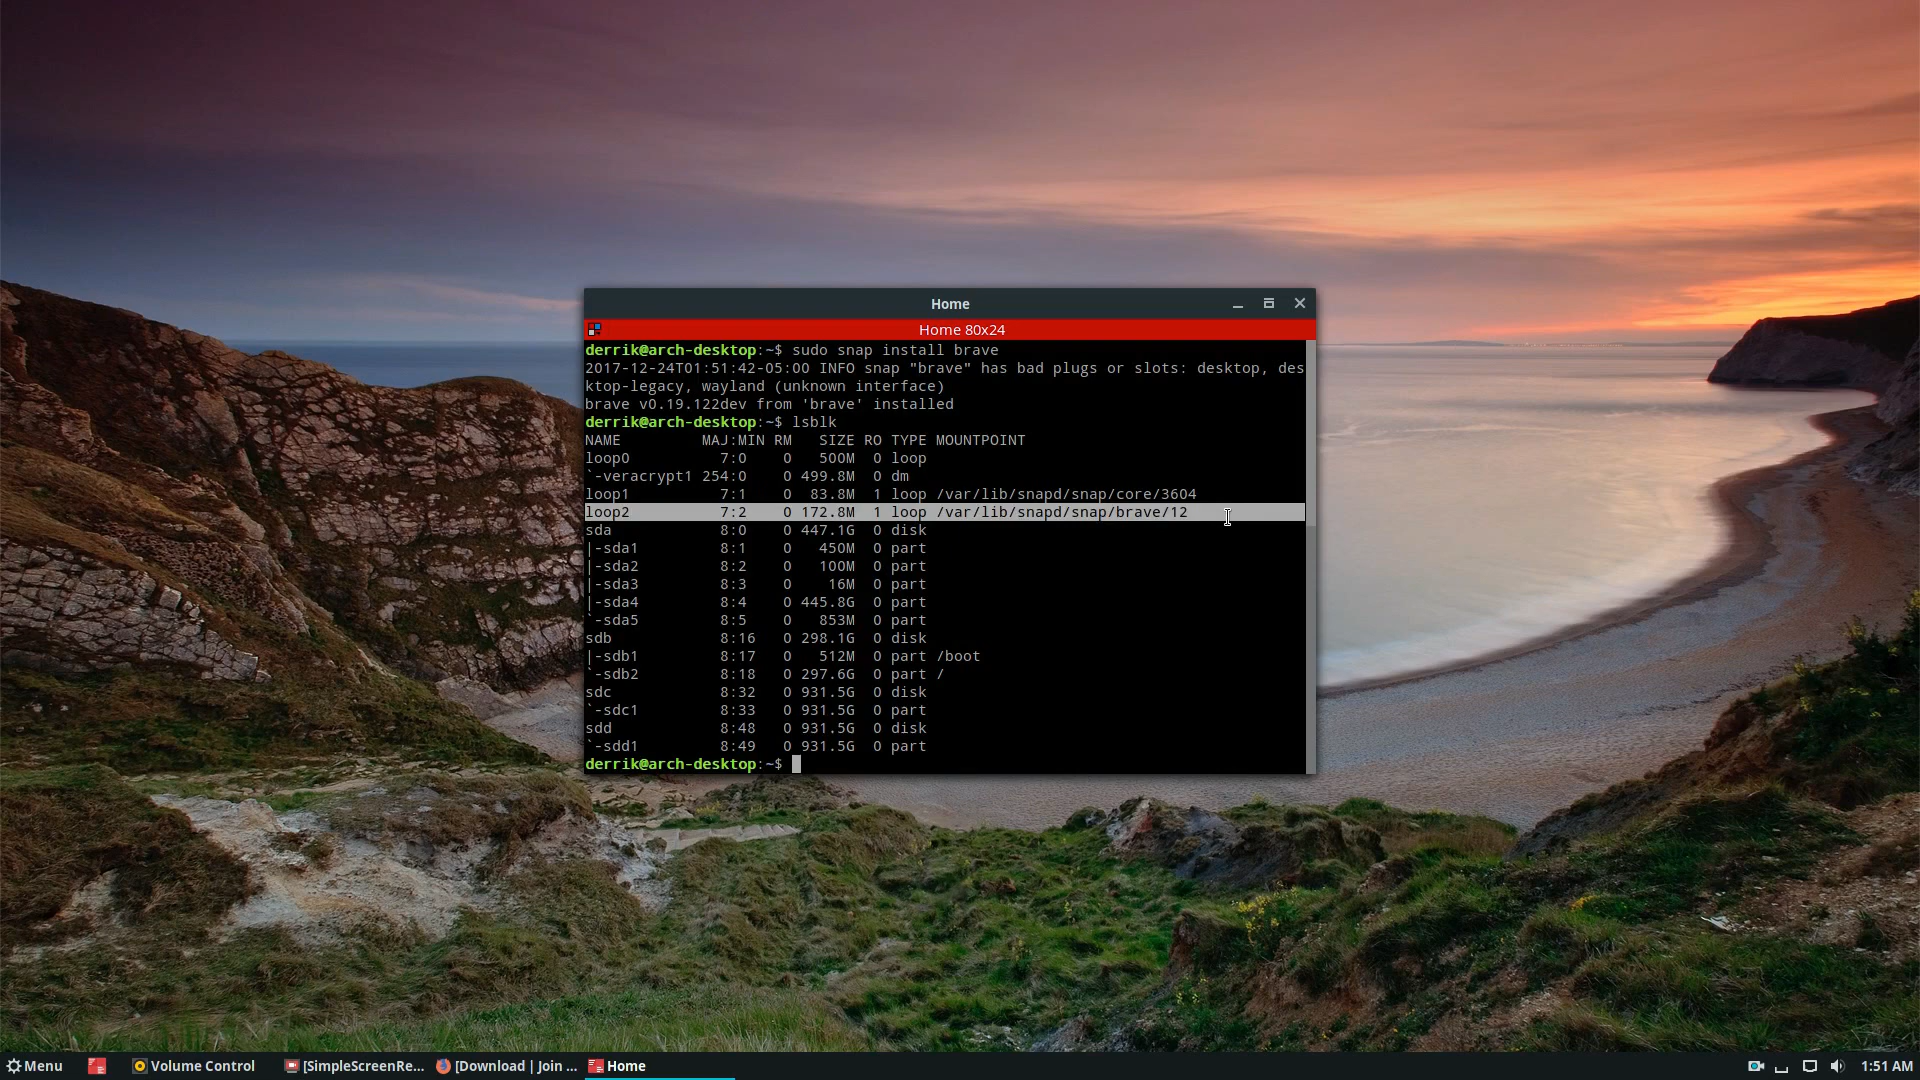 Home
Home 80x24
derrik@arch-desktop:~$ sudo snap install brave
2017-12-24T01:51:42-05:00 INFO snap "brave" has bad plugs or slots: desktop, des
ktop-legacy, wayland (unknown interface)
brave v0.19.122dev from 'brave' installed
derrik@arch-desktop:~$ lsblk
NAME         MAJ:MIN RM   SIZE RO TYPE MOUNTPOINT
loop0          7:0    0   500M  0 loop
`-veracrypt1 254:0    0 499.8M  0 dm
loop1          7:1    0  83.8M  1 loop /var/lib/snapd/snap/core/3604
loop2          7:2    0 172.8M  1 loop /var/lib/snapd/snap/brave/12
sda            8:0    0 447.1G  0 disk
|-sda1         8:1    0   450M  0 part
|-sda2         8:2    0   100M  0 part
|-sda3         8:3    0    16M  0 part
|-sda4         8:4    0 445.8G  0 part
`-sda5         8:5    0   853M  0 part
sdb            8:16   0 298.1G  0 disk
|-sdb1         8:17   0   512M  0 part /boot
`-sdb2         8:18   0 297.6G  0 part /
sdc            8:32   0 931.5G  0 disk
`-sdc1         8:33   0 931.5G  0 part
sdd            8:48   0 931.5G  0 disk
`-sdd1         8:49   0 931.5G  0 part
derrik@arch-desktop:~$
Menu Volume Control [SimpleScreenRe... [Download | Join ... Home 1:51 AM